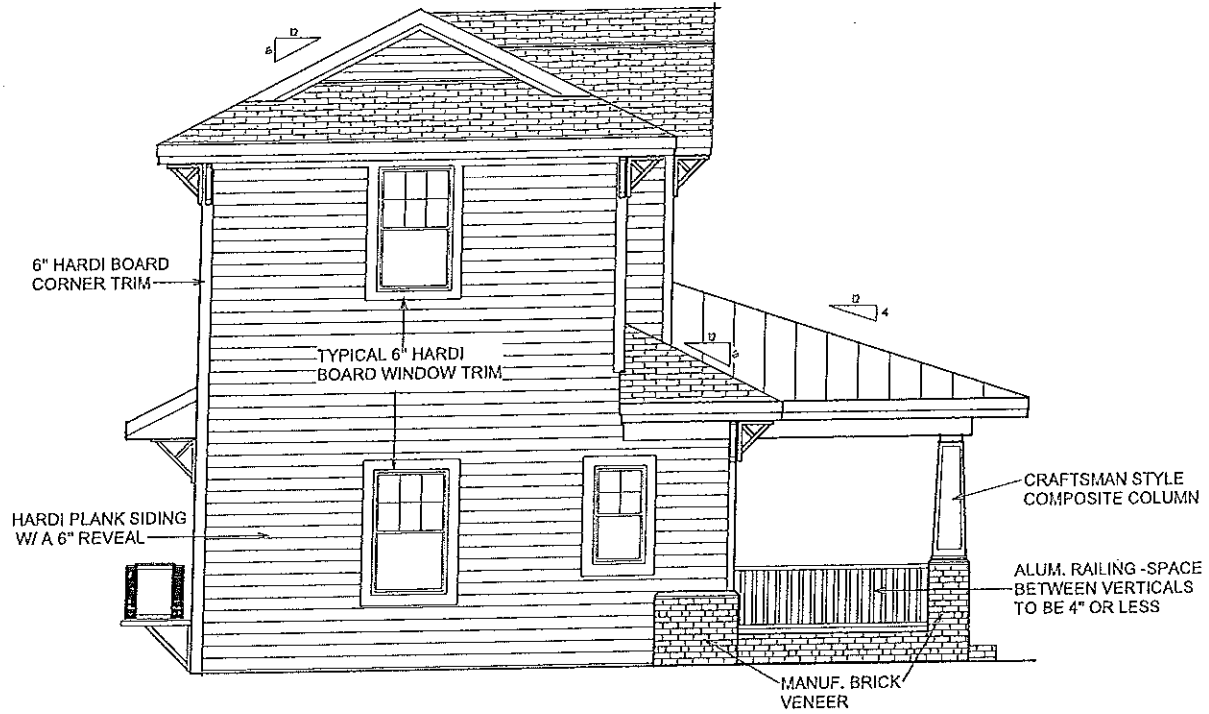 12
6" HARDI BOARD
CORNER TRIM
12
4
12
TYPICAL 6" HARDI
BOARD WINDOW TRIM
CRAFTSMAN STYLE
COMPOSITE COLUMN
HARDI PLANK SIDING
W/ A 6" REVEAL
ALUM. RAILING -SPACE
BETWEEN VERTICALS
TO BE 4" OR LESS
MANUF. BRICK
VENEER